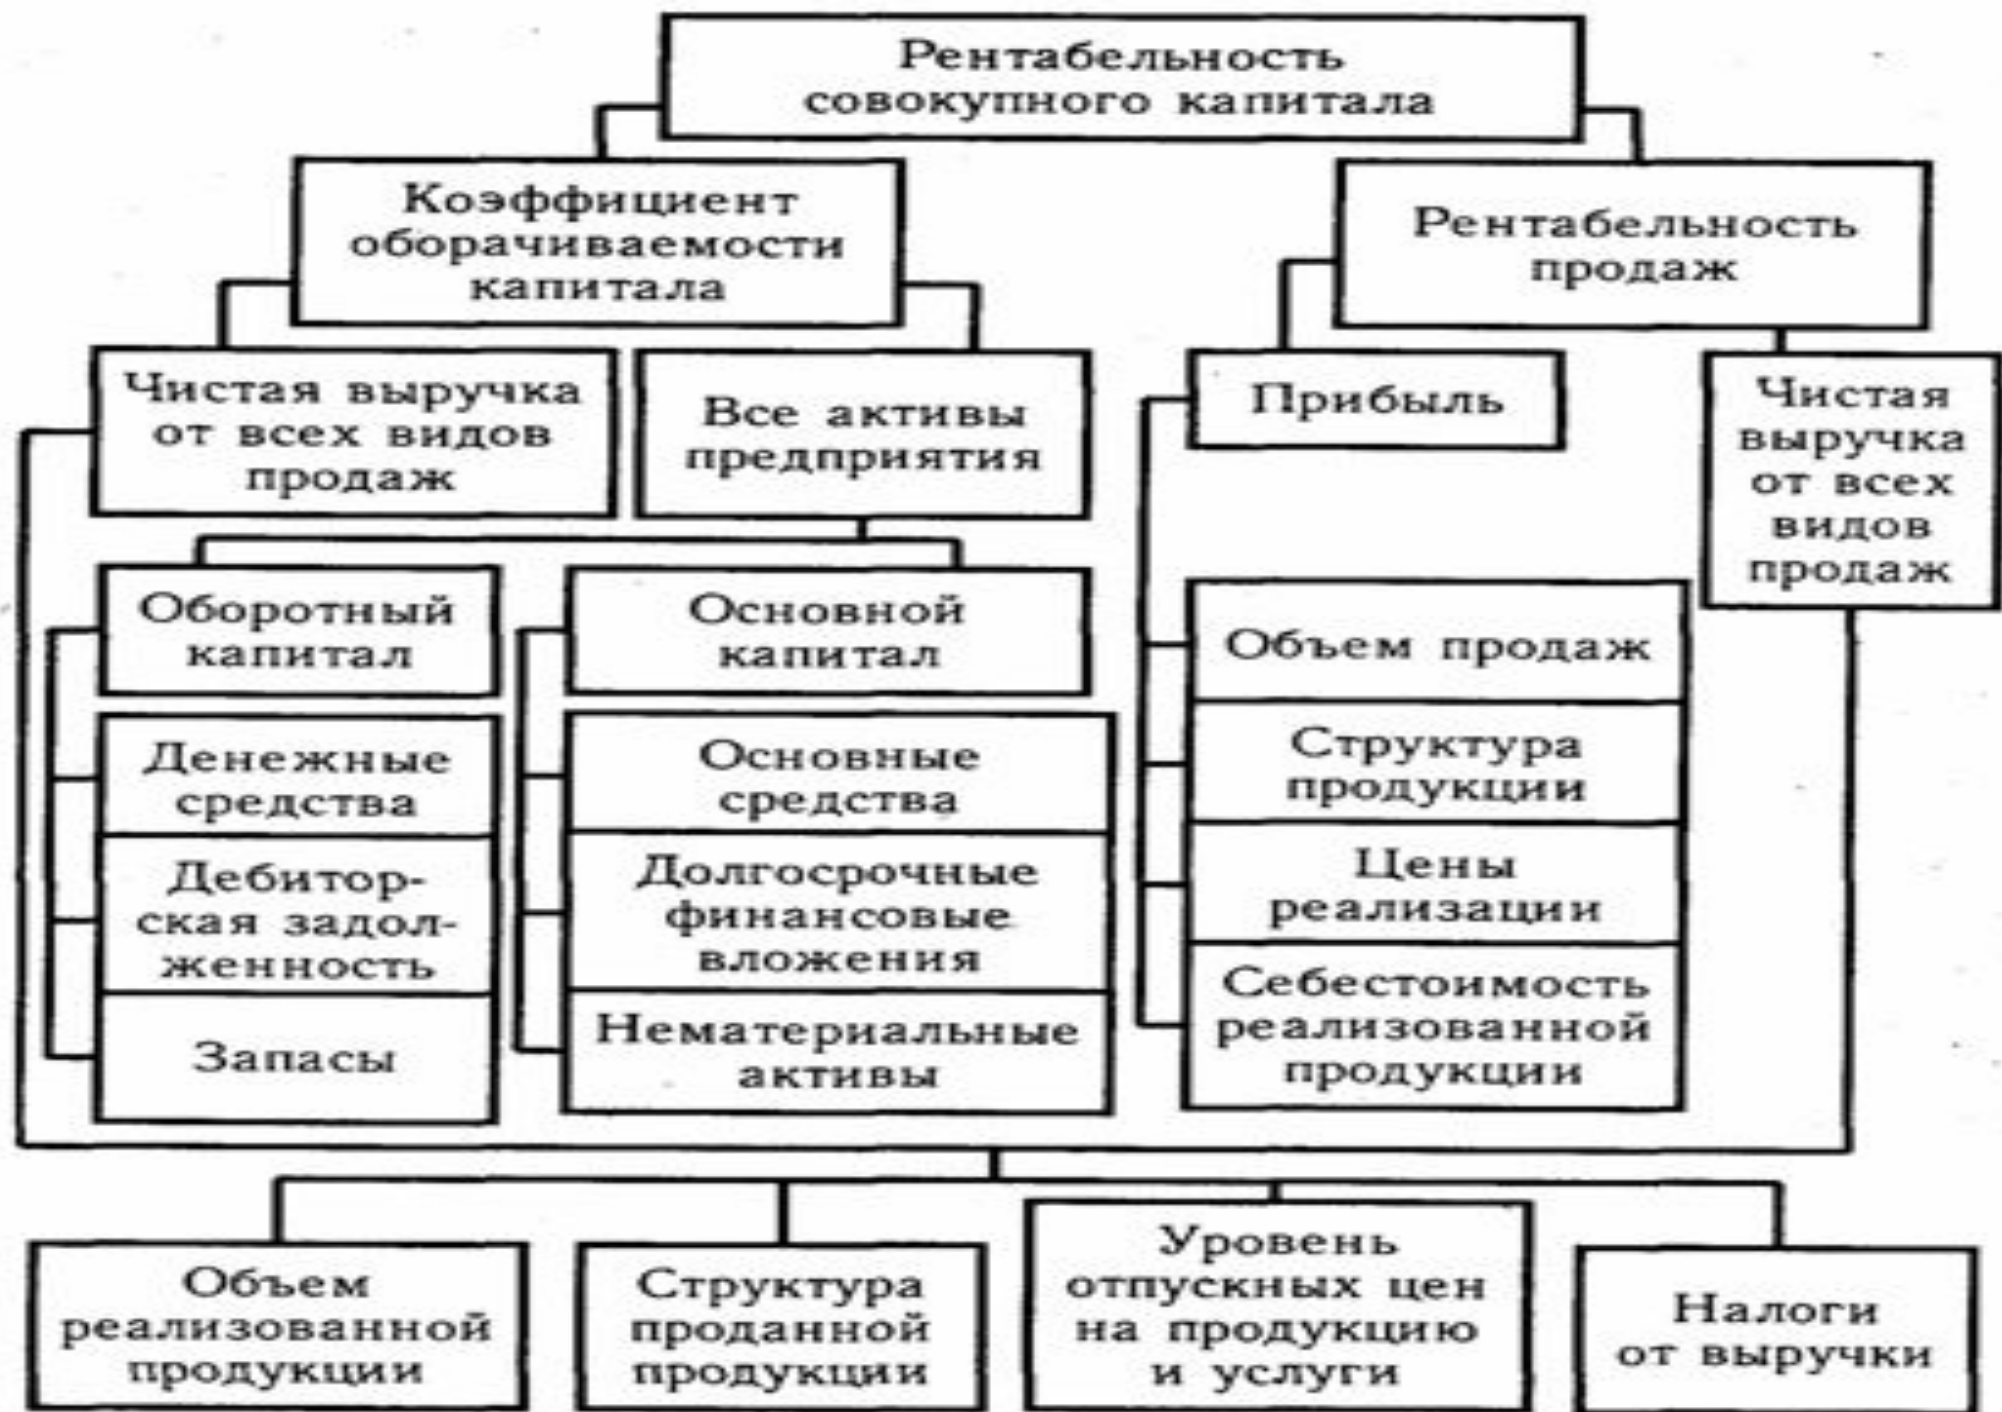 Рентабельность
совокупного капитала
Коэффициент
оборачиваемости
капитала
Рентабельность
продаж
Чистая выручка
от всех видов
продаж
Все активы
предприятия
Прибыль
Чистая
выручка
от всех
видов
продаж
Оборотный
капитал
Основной
капитал
Объем продаж
Структура
продукции
Цены
реализации
Себестоимость
реализованной
продукции
Денежные
средства
Дебитор-
ская задол-
женность
Запасы
Основные
средства
Долгосрочные
финансовые
вложения
Нематериальные
активы
Объем
реализованной
продукции
Структура
проданной
продукции
Уровень
отпускных цен
на продукцию
и услуги
Налоги
от выручки